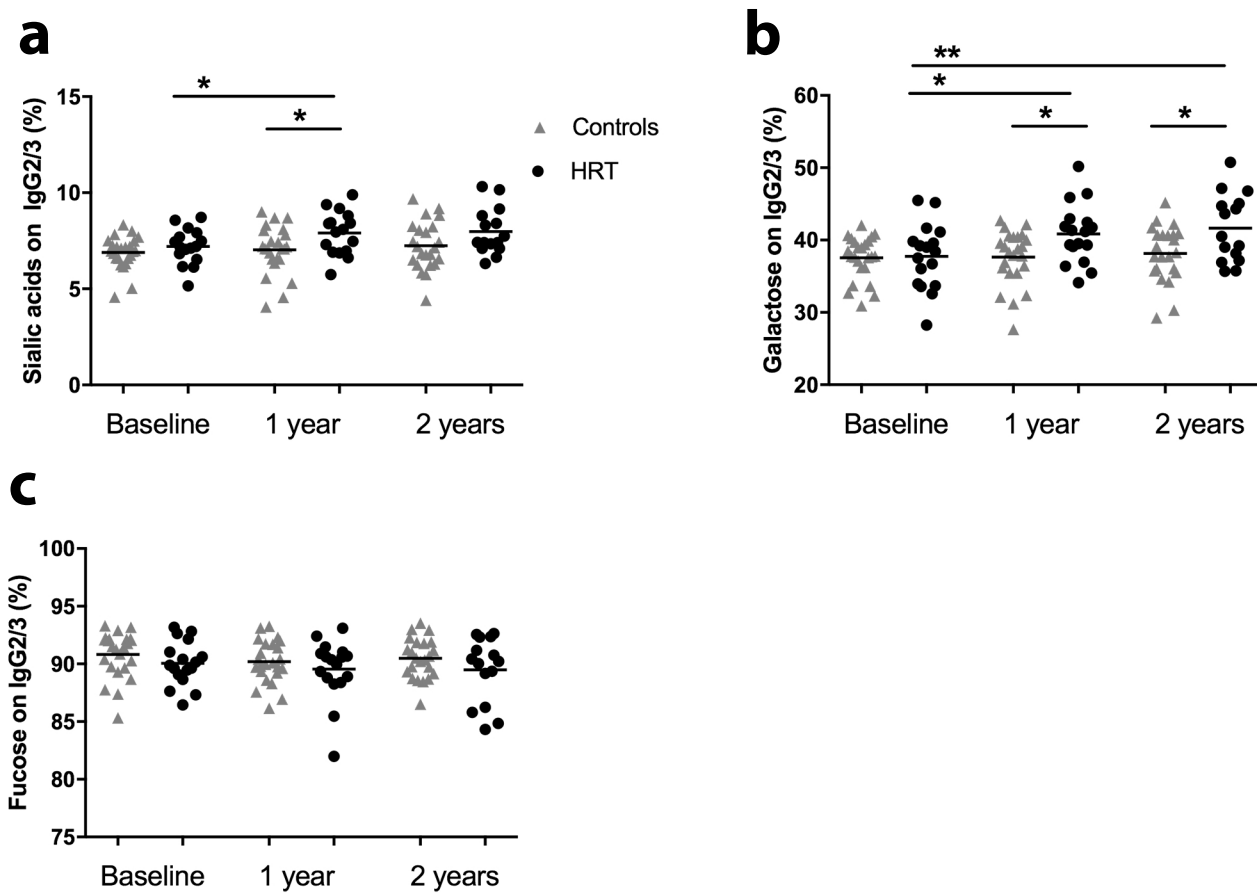 a
Sialic acids on IgG2/3 (%)
15
10
5
0
*
*
Baseline
1 year
2 years
Controls
HRT
b
Galactose on IgG2/3 (%)
60
50
40
30
20
**
*
*
*
Baseline
1 year
2 years
c
Fucose on IgG2/3 (%)
100
95
90
85
80
75
Baseline
1 year
2 years